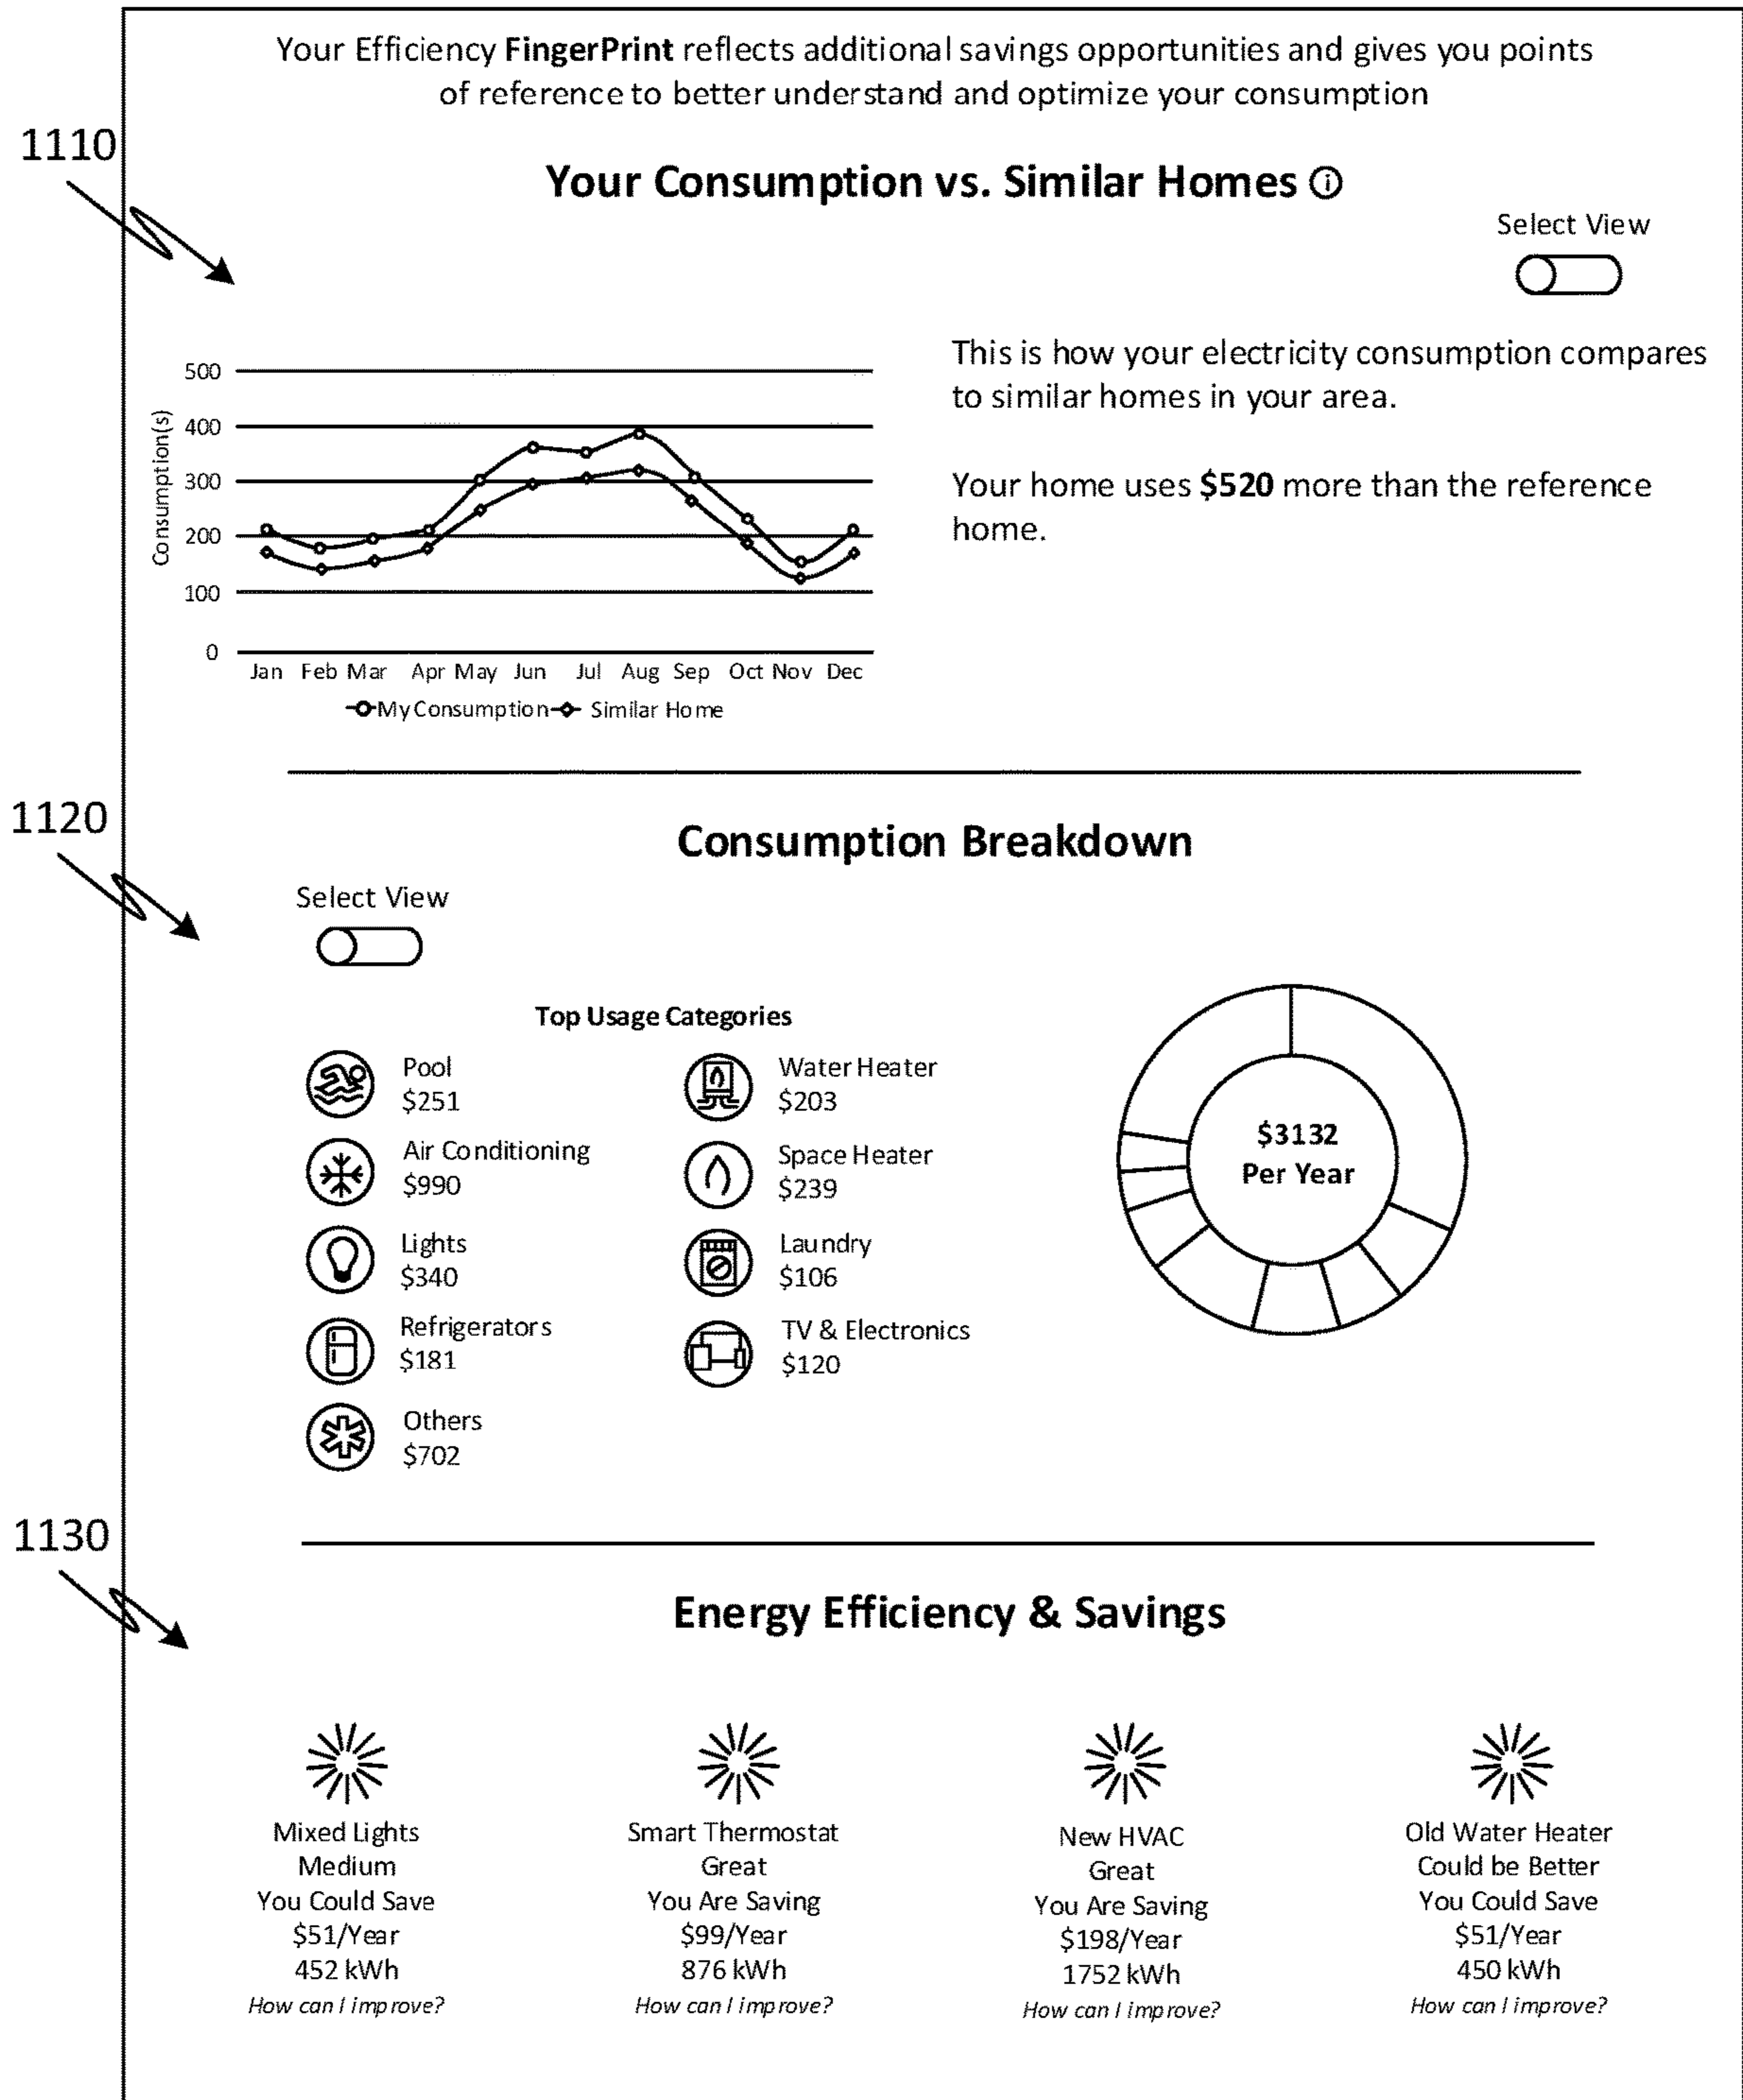 Your Efficiency FingerPrint reflects additional savings opportunities and gives you points
of reference to better understand and optimize your consumption
1110
Your Consumption vs. Similar Homes i
Select View
This is how your electricity consumption compares
to similar homes in your area.
Your home uses $520 more than the reference
home.
Consumption(s)
500
400
300
200
100
0
Jan Feb Mar Apr May Jun Jul Aug Sep Oct Nov Dec
My Consumption Similar Home
1120
Consumption Breakdown
Select View
Top Usage Categories
Pool
$251
Water Heater
$203
Air Conditioning
$990
Space Heater
$239
Lights
$340
Laundry
$106
Refrigerators
$181
TV & Electronics
$120
Others
$702
$3132
Per Year
1130
Energy Efficiency & Savings
Mixed Lights
Medium
You Could Save
$51/Year
452 kWh
How can I improve?
Smart Thermostat
Great
You Are Saving
$99/Year
876 kWh
How can I improve?
New HVAC
Great
You Are Saving
$198/Year
1752 kWh
How can I improve?
Old Water Heater
Could be Better
You Could Save
$51/Year
450 kWh
How can I improve?